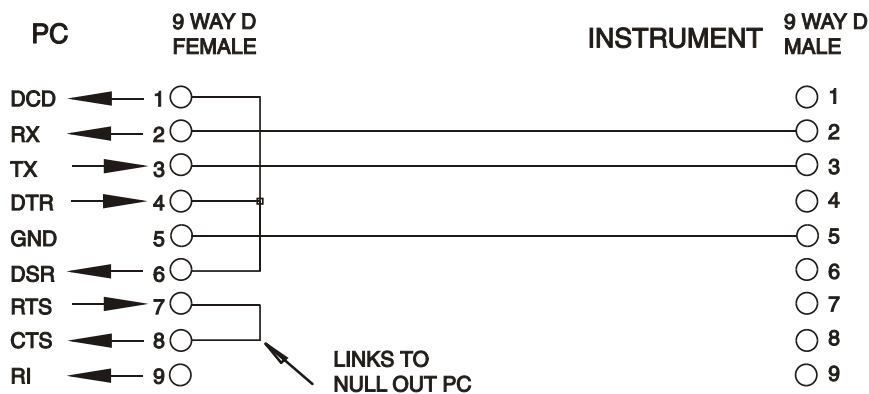 PC
9 WAY D
FEMALE
INSTRUMENT
9 WAY D
MALE
DCD 1 1
RX 2 2
TX 3 3
DTR 4 4
GND 5 5
DSR 6 6
RTS 7 7
CTS 8 8
RI 9 9
LINKS TO
NULL OUT PC